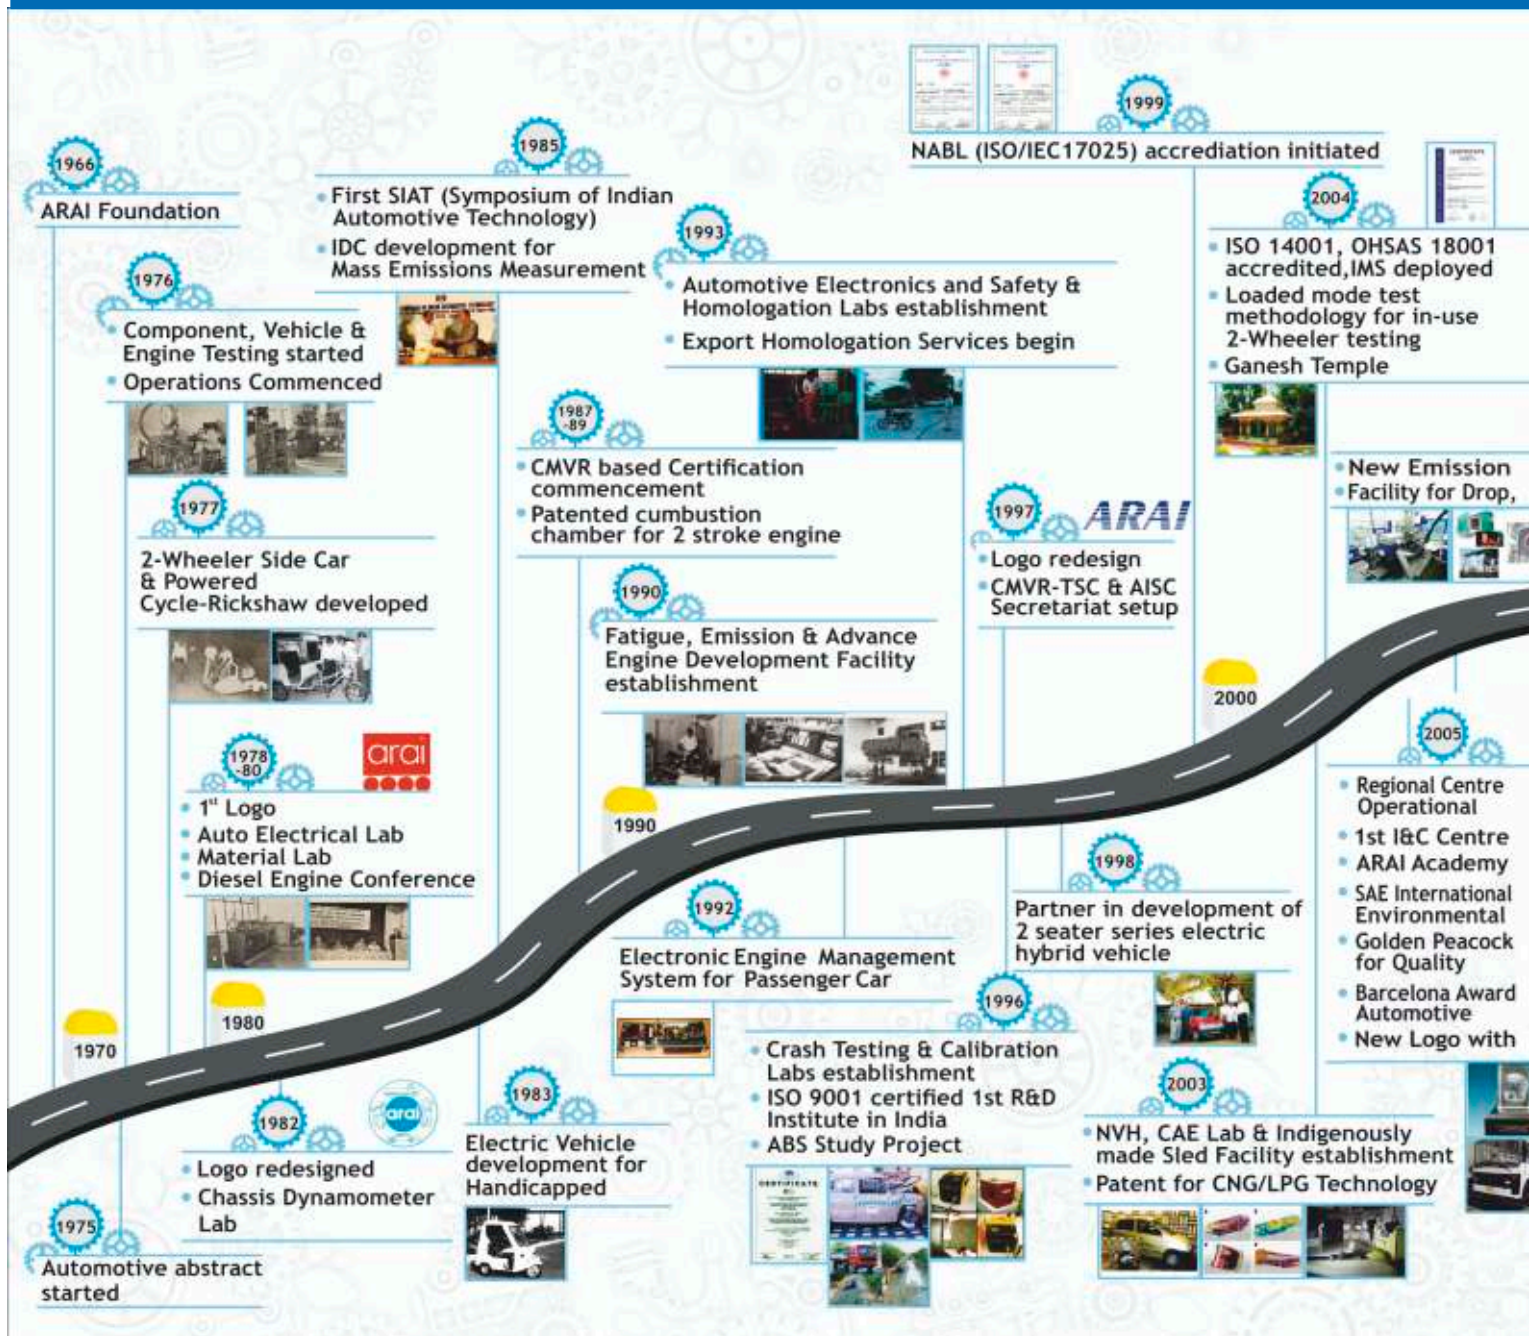 1966
ARAI Foundation
1976
Component, Vehicle &
Engine Testing started
Operations Commenced
1977
2-Wheeler Side Car
& Powered
Cycle-Rickshaw developed
1978
-80
arai
1st Logo
Auto Electrical Lab
Material Lab
Diesel Engine Conference
1985
First SIAT (Symposium of Indian
Automotive Technology)
IDC development for
Mass Emissions Measurement
1987
-89
CMVR based Certification
commencement
Patented cumbustion
chamber for 2 stroke engine
1990
Fatigue, Emission & Advance
Engine Development Facility
establishment
1993
Automotive Electronics and Safety &
Homologation Labs establishment
Export Homologation Services begin
1997
ARAI
Logo redesign
CMVR-TSC & AISC
Secretariat setup
1999
NABL (ISO/IEC17025) accrediation initiated
2004
CERTIFICATE
ISO 14001, OHSAS 18001
accredited,IMS deployed
Loaded mode test
methodology for in-use
2-Wheeler testing
Ganesh Temple
New Emission
Facility for Drop,
1970
1980
1990
2000
1975
Automotive abstract
started
1982
arai
Logo redesigned
Chassis Dynamometer
Lab
1983
Electric Vehicle
development for
Handicapped
1992
Electronic Engine Management
System for Passenger Car
1996
Crash Testing & Calibration
Labs establishment
ISO 9001 certified 1st R&D
Institute in India
ABS Study Project
CERTIFICATE
1998
Partner in development of
2 seater series electric
hybrid vehicle
2003
NVH, CAE Lab & Indigenously
made Sled Facility establishment
Patent for CNG/LPG Technology
2005
Regional Centre
Operational
1st I&C Centre
ARAI Academy
SAE International
Environmental
Golden Peacock
for Quality
Barcelona Award
Automotive
New Logo with